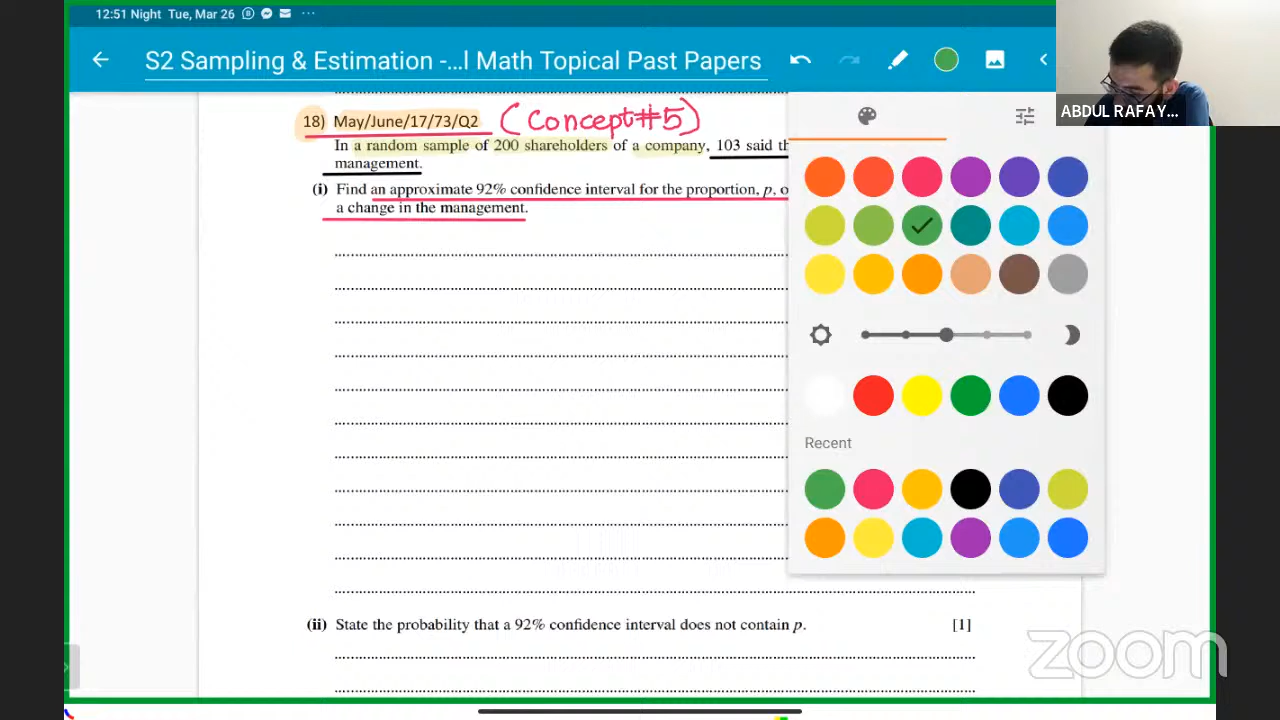 12:51 Night Tue, Mar 26
S2 Sampling & Estimation -...l Math Topical Past Papers
ABDUL RAFAY...
18) May/June/17/73/Q2 (Concept#5)
In a random sample of 200 shareholders of a company, 103 said th
management.
(i) Find an approximate 92% confidence interval for the proportion, p, o
a change in the management.
Recent
(ii) State the probability that a 92% confidence interval does not contain p. [1]
zoom